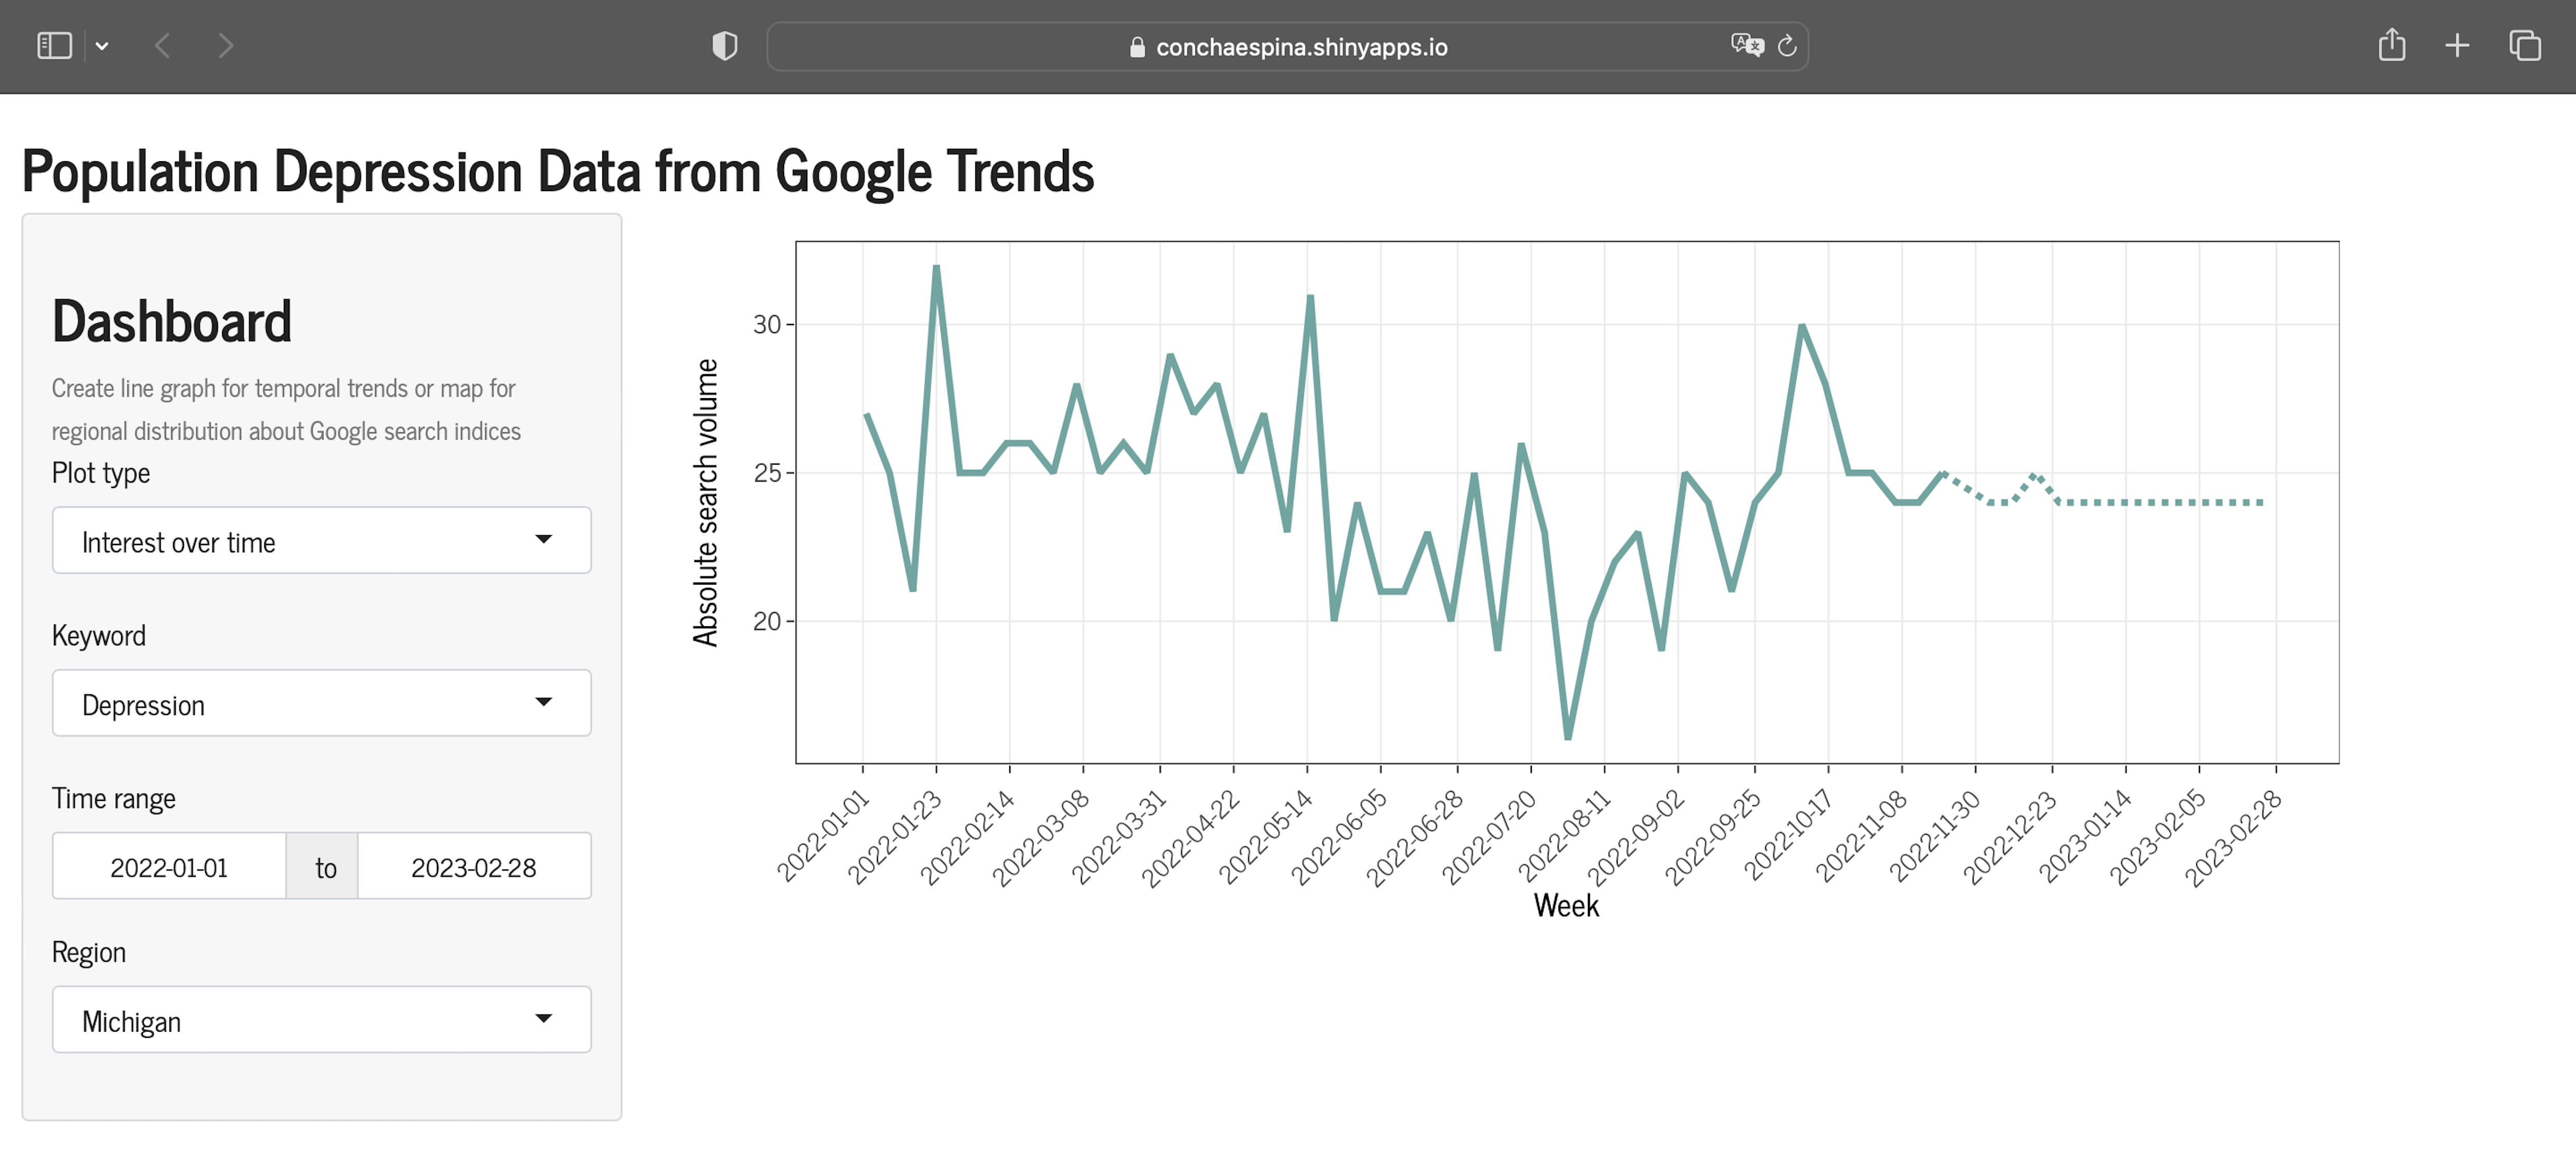 conchaespina.shinyapps.io
Population Depression Data from Google Trends
Dashboard
Create line graph for temporal trends or map for
regional distribution about Google search indices
Plot type
Interest over time
Keyword
Depression
Time range
2022-01-01 to 2023-02-28
Region
Michigan
Absolute search volume
30
25
20
2022-01-01
2022-01-23
2022-02-14
2022-03-08
2022-03-31
2022-04-22
2022-05-14
2022-06-05
2022-06-28
2022-07-20
2022-08-11
2022-09-02
2022-09-25
2022-10-17
2022-11-08
2022-11-30
2022-12-23
2023-01-14
2023-02-05
2023-02-28
Week